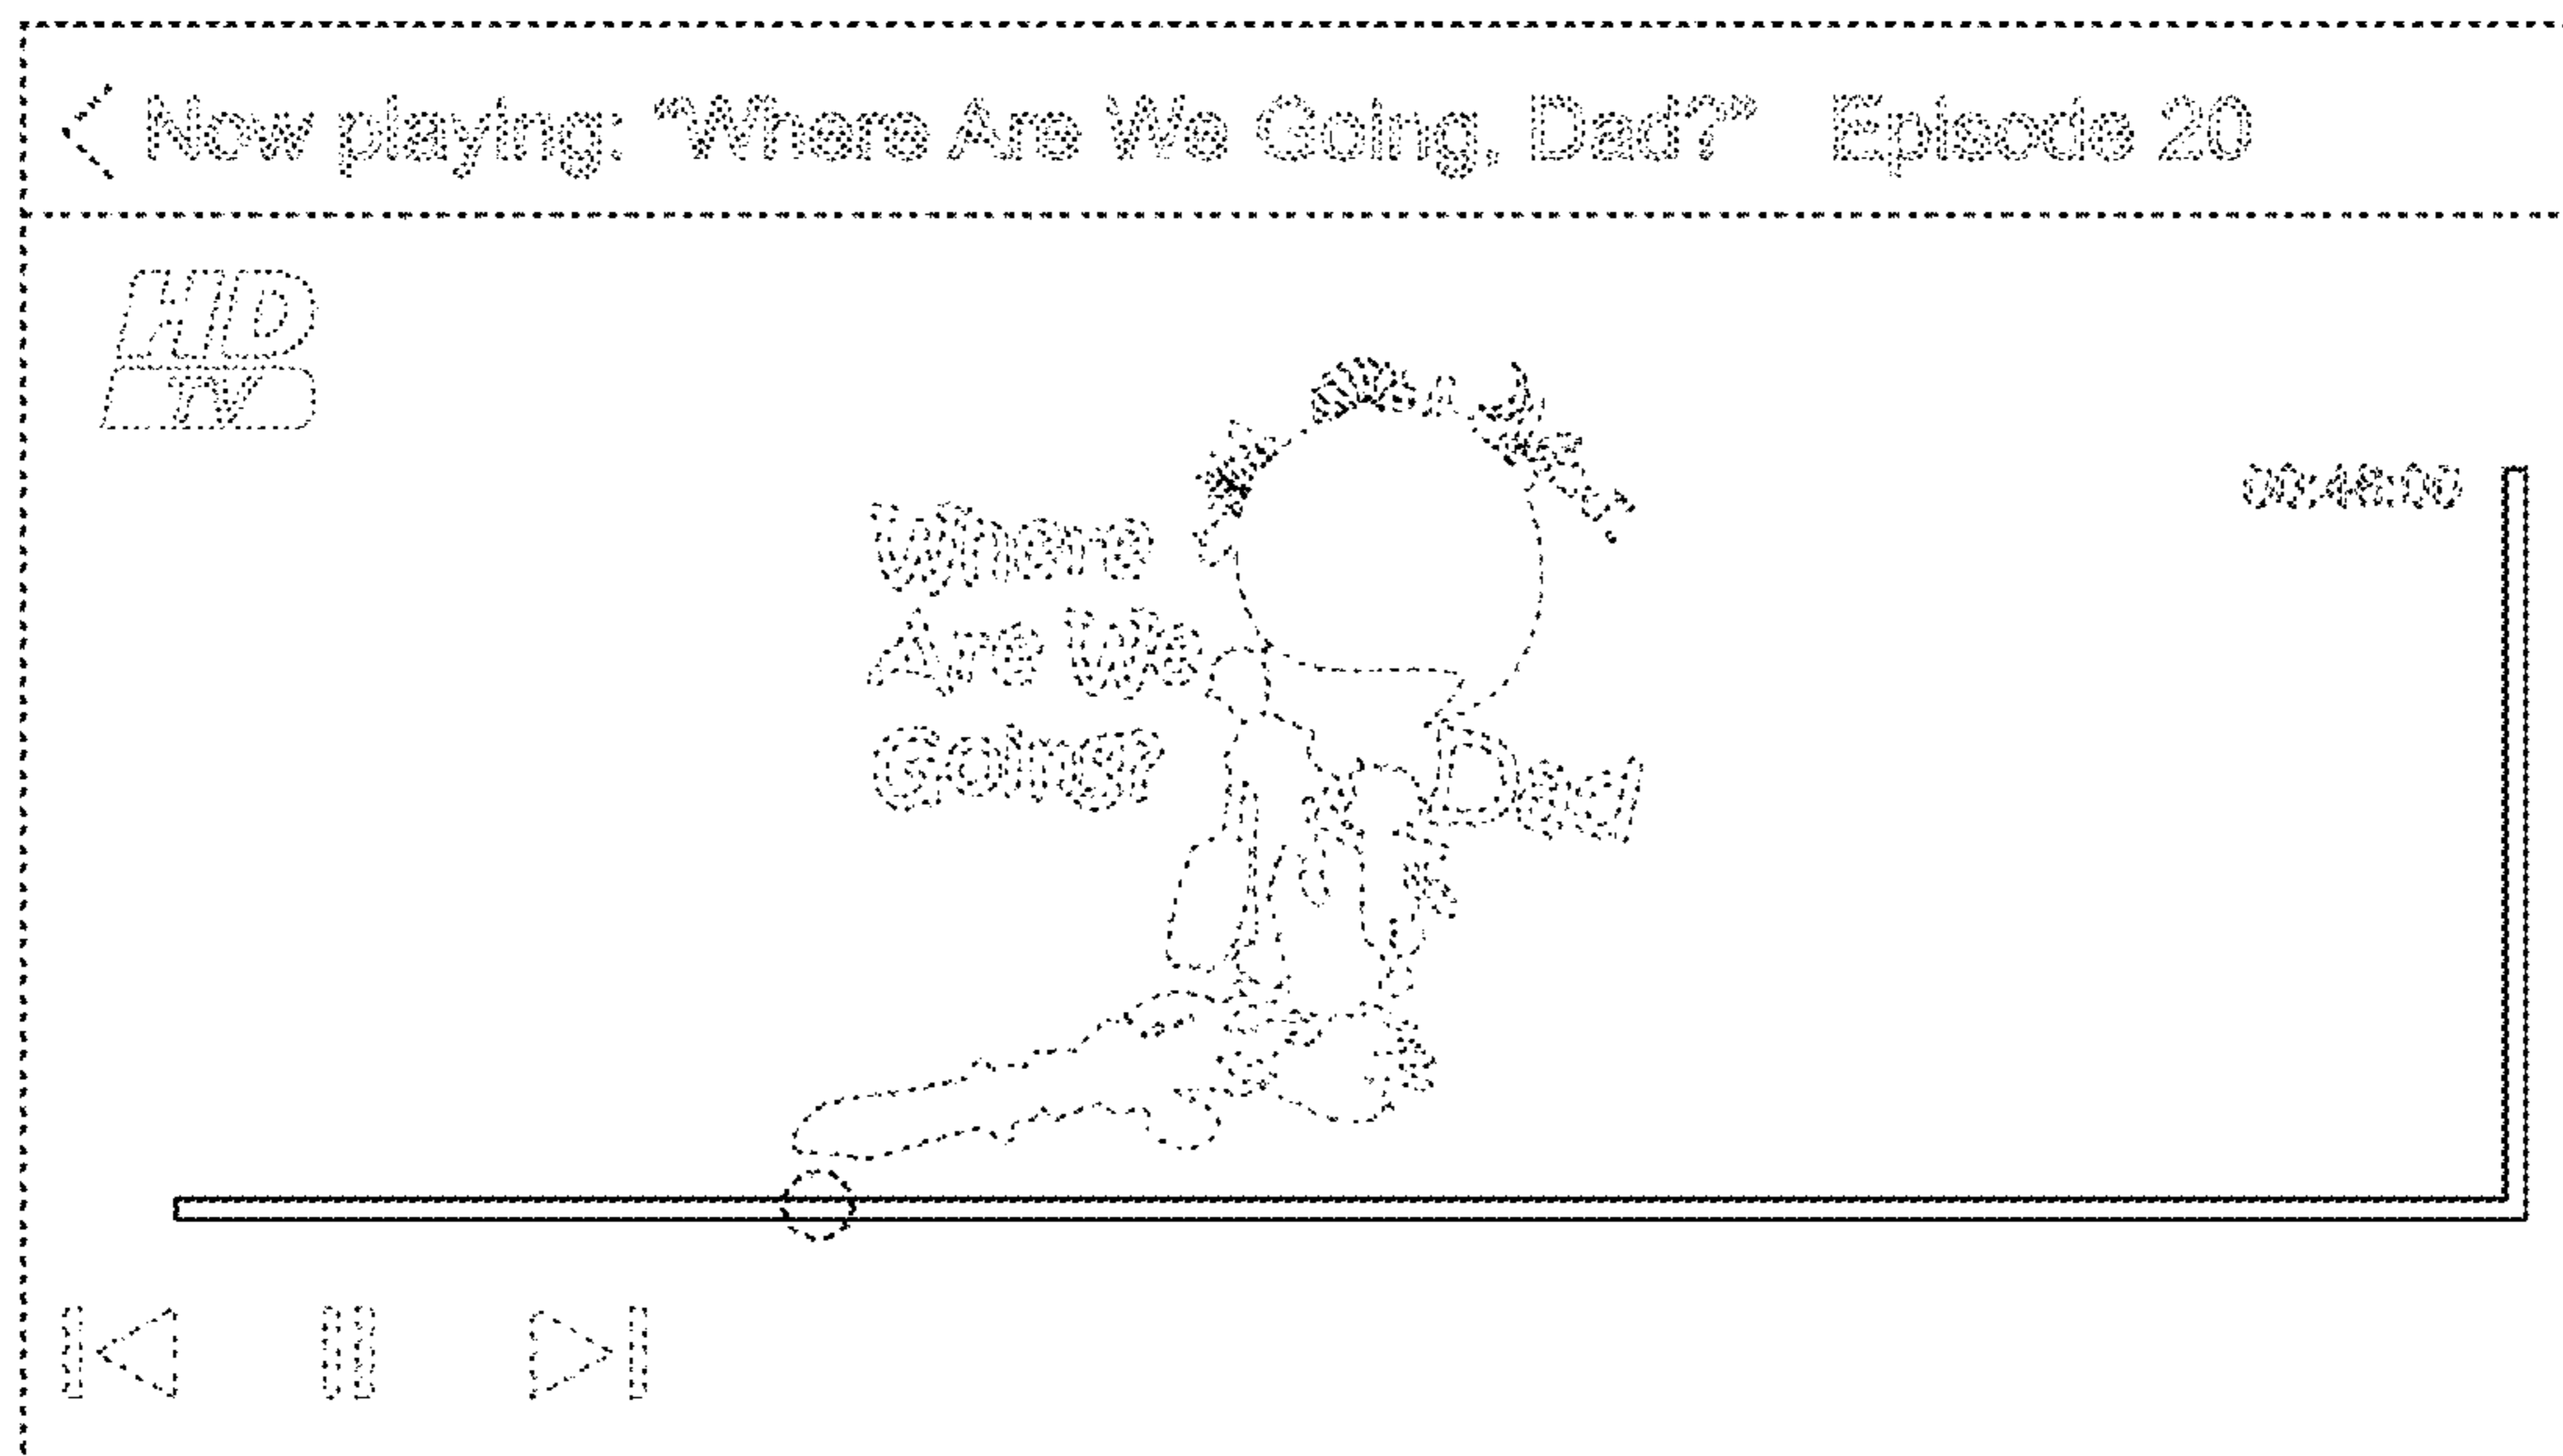 Now playing: "Where Are We Going, Dad?" Episode 20
HD
TV
00:48:00
Where
Are We
Going?
Dad